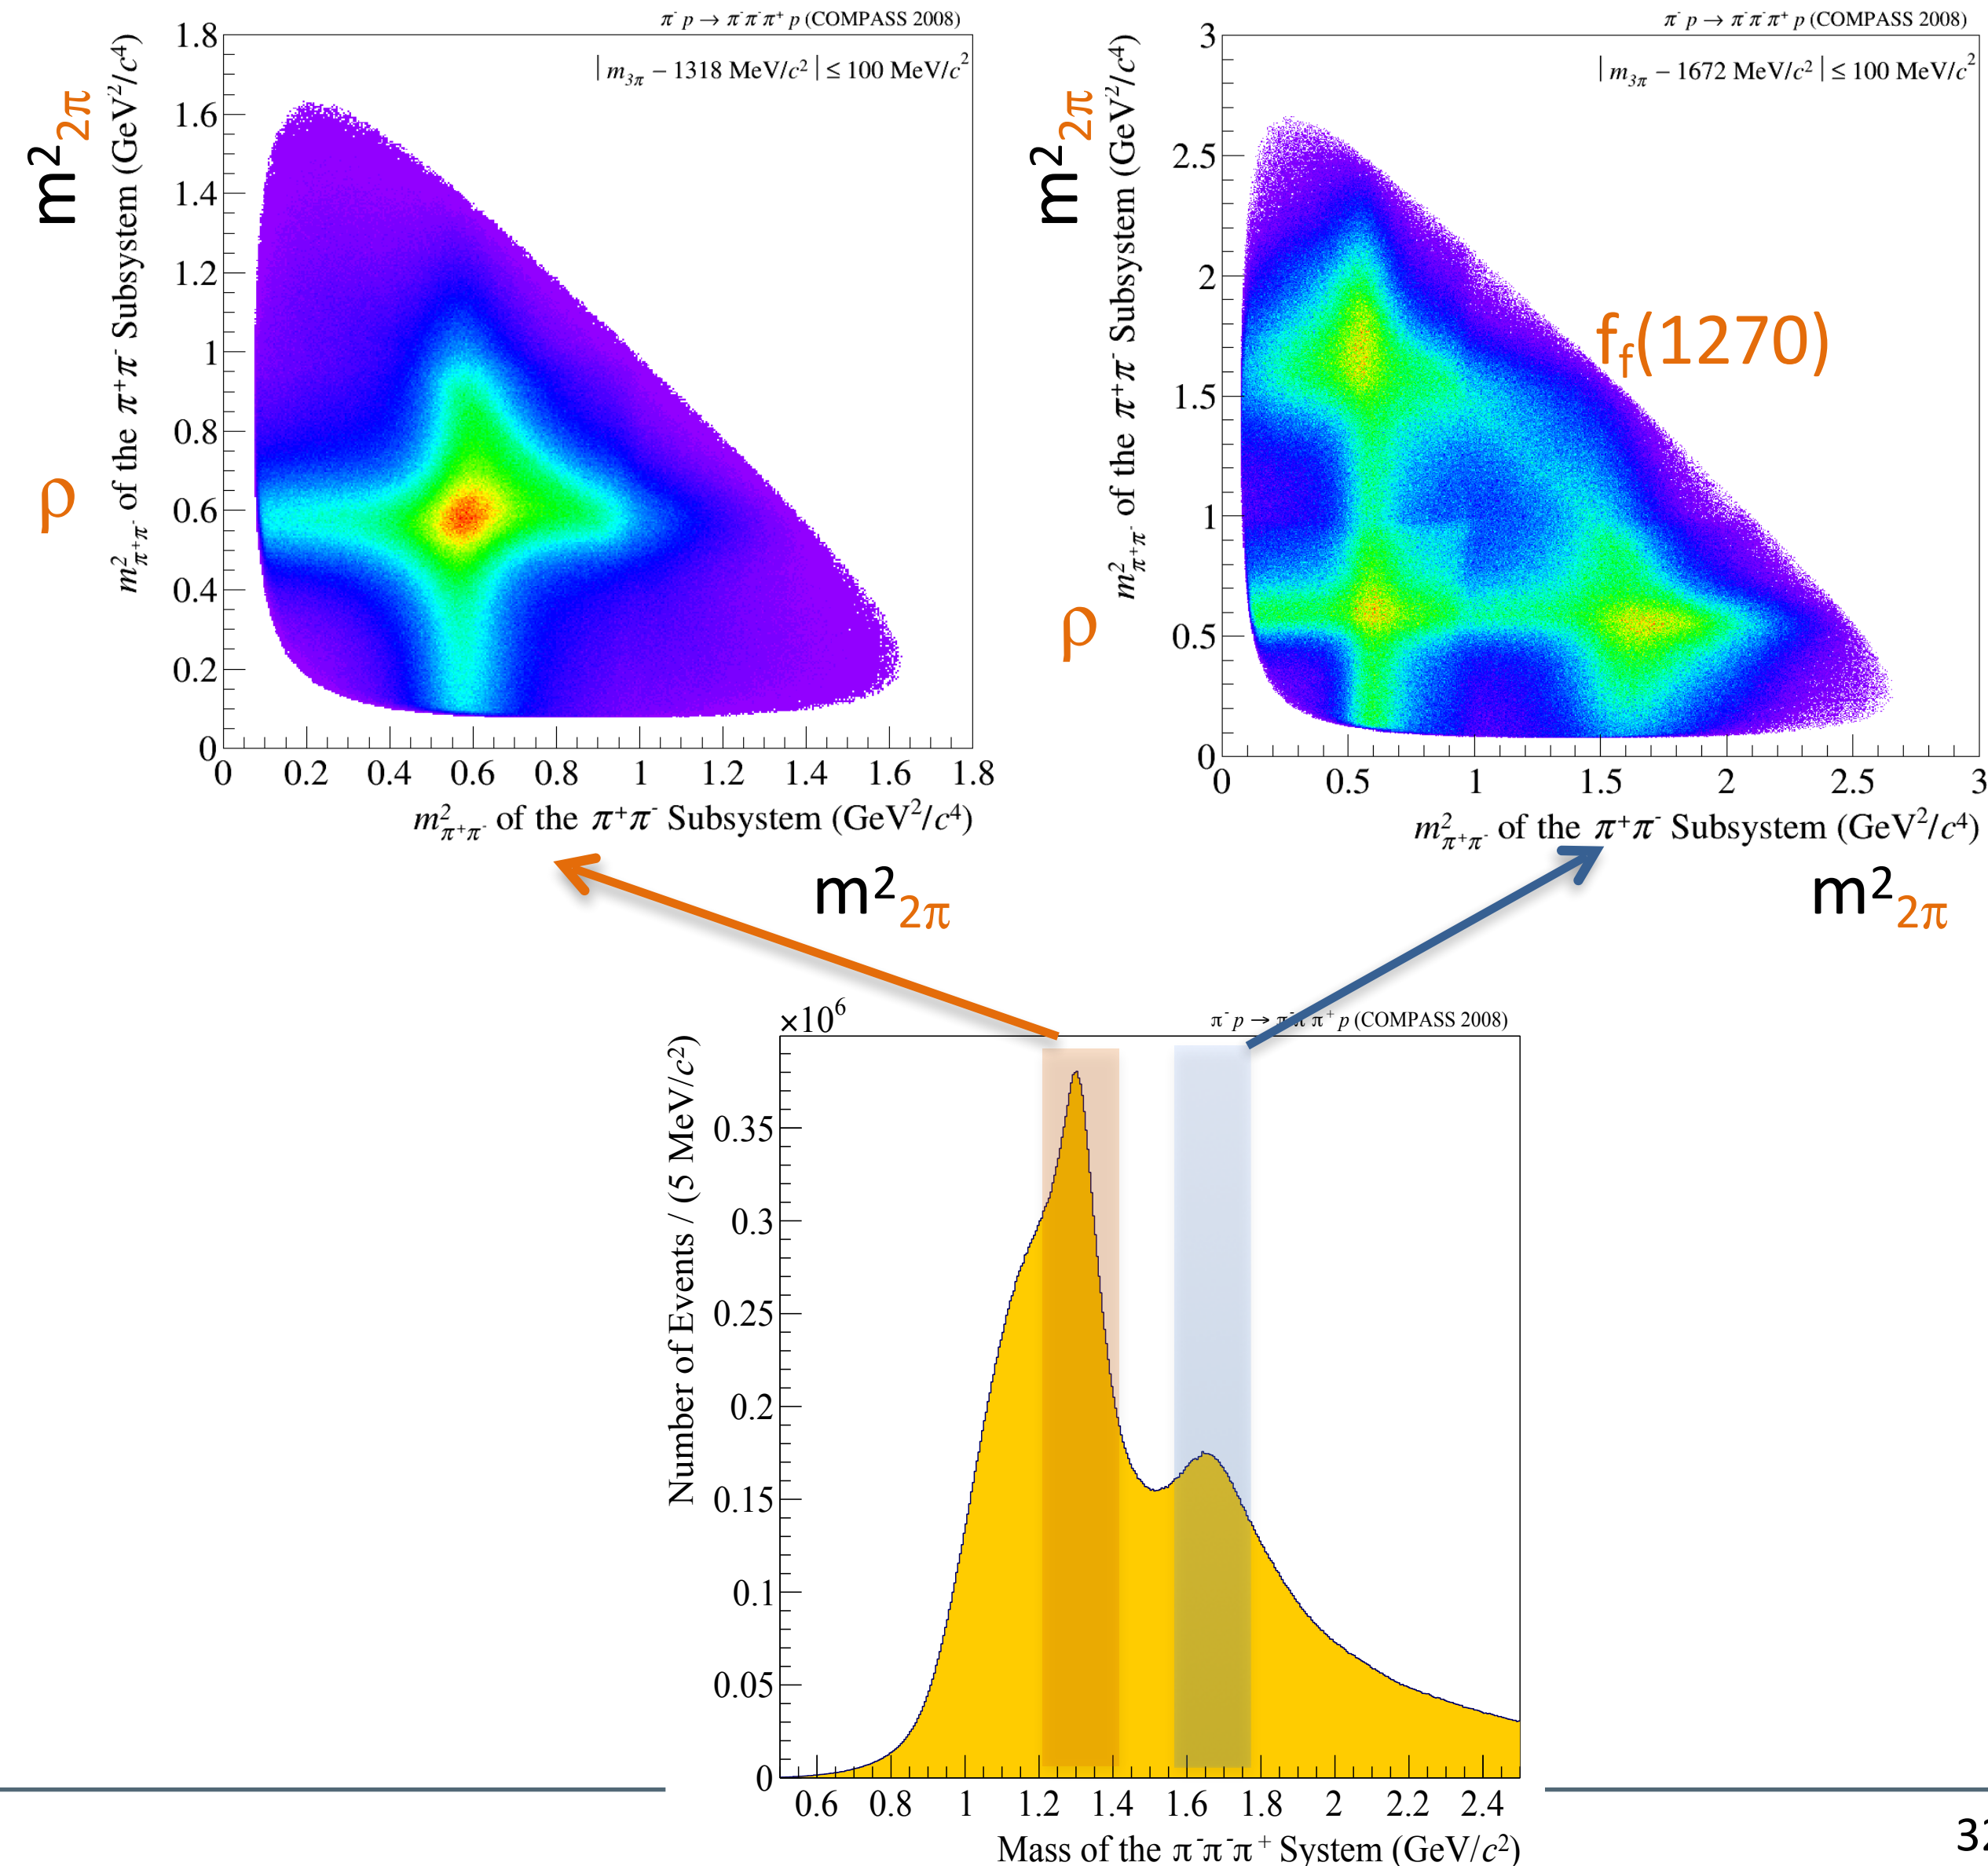 π⁻ p → π⁻π⁻π⁺ p (COMPASS 2008)
| m₃π − 1318 MeV/c² | ≤ 100 MeV/c²
m²2π
ρ
m²π⁺π⁻ of the π⁺π⁻ Subsystem (GeV²/c⁴)
1.8
1.6
1.4
1.2
1
0.8
0.6
0.4
0.2
0
0 0.2 0.4 0.6 0.8 1 1.2 1.4 1.6 1.8
m²π⁺π⁻ of the π⁺π⁻ Subsystem (GeV²/c⁴)
m²2π
π⁻ p → π⁻π⁻π⁺ p (COMPASS 2008)
| m₃π − 1672 MeV/c² | ≤ 100 MeV/c²
m²2π
ff(1270)
ρ
m²π⁺π⁻ of the π⁺π⁻ Subsystem (GeV²/c⁴)
3
2.5
2
1.5
1
0.5
0
0 0.5 1 1.5 2 2.5 3
m²π⁺π⁻ of the π⁺π⁻ Subsystem (GeV²/c⁴)
m²2π
×10⁶
π⁻ p → π⁻π⁻π⁺ p (COMPASS 2008)
Number of Events / (5 MeV/c²)
0.35
0.3
0.25
0.2
0.15
0.1
0.05
0
0.6 0.8 1 1.2 1.4 1.6 1.8 2 2.2 2.4
Mass of the π⁻π⁻π⁺ System (GeV/c²)
32